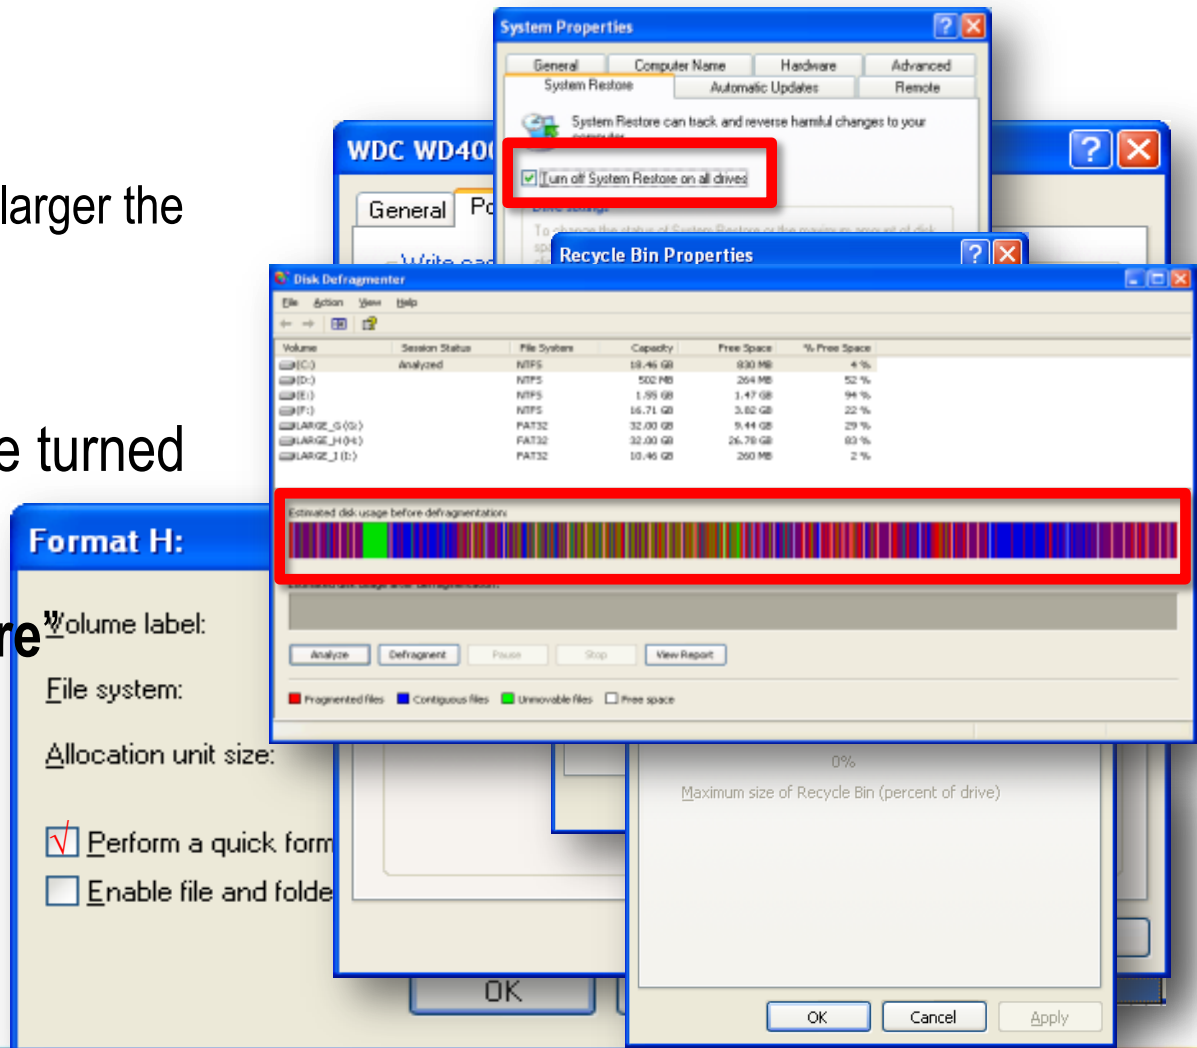 System Properties
General Computer Name Hardware Advanced
System Restore Automatic Updates Remote
System Restore can track and reverse harmful changes to your
computer.
Turn off System Restore on all drives
WDC WD400
General Po
larger the
Recycle Bin Properties
Disk Defragmenter
File Action View Help
Volume Session Status File System Capacity Free Space % Free Space
(C:) Analyzed NTFS 18.46 GB 830 MB 4 %
(D:) NTFS 502 MB 264 MB 52 %
(E:) NTFS 1.55 GB 1.47 GB 94 %
(F:) NTFS 16.71 GB 3.82 GB 22 %
LARGE_G (G:) FAT32 32.00 GB 9.44 GB 29 %
LARGE_H (H:) FAT32 32.00 GB 26.78 GB 83 %
LARGE_I (I:) FAT32 10.46 GB 260 MB 2 %
e turned
Estimated disk usage before defragmentation:
Estimated disk usage after defragmentation:
Format H:
re”
Volume label:
Analyze Defragment Pause Stop View Report
File system:
Fragmented files Contiguous files Unmovable files Free space
Allocation unit size:
0%
Maximum size of Recycle Bin (percent of drive)
Perform a quick form
Enable file and folde
OK
OK Cancel Apply